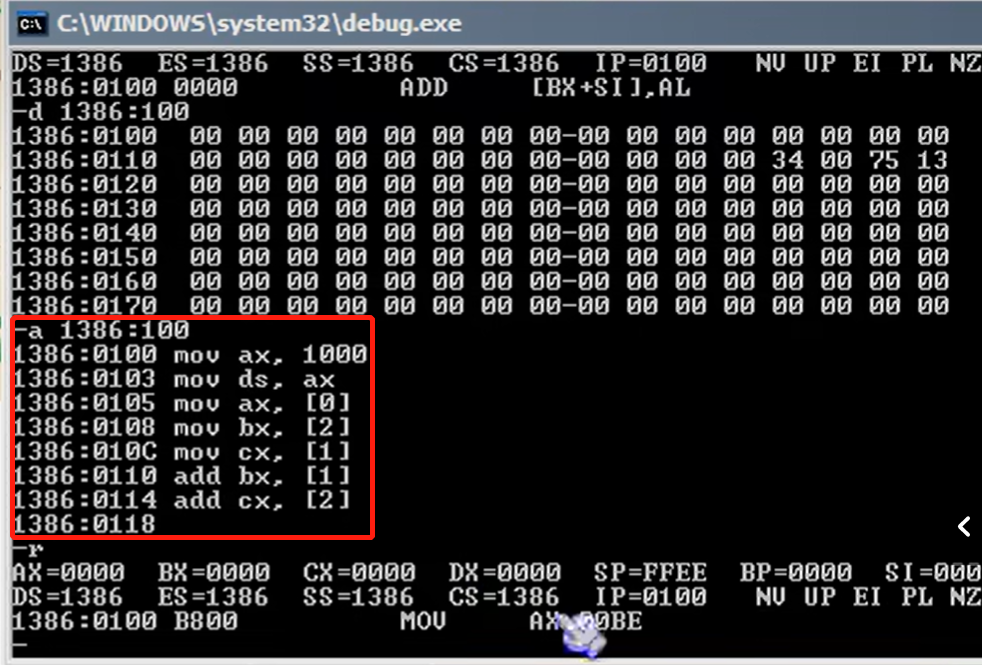 C:\WINDOWS\system32\debug.exe
DS=1386 ES=1386 SS=1386 CS=1386 IP=0100 NV UP EI PL NZ
1386:0100 0000 ADD [BX+SI],AL
-d 1386:100
1386:0100 00 00 00 00 00 00 00 00-00 00 00 00 00 00 00 00
1386:0110 00 00 00 00 00 00 00 00-00 00 00 00 34 00 75 13
1386:0120 00 00 00 00 00 00 00 00-00 00 00 00 00 00 00 00
1386:0130 00 00 00 00 00 00 00 00-00 00 00 00 00 00 00 00
1386:0140 00 00 00 00 00 00 00 00-00 00 00 00 00 00 00 00
1386:0150 00 00 00 00 00 00 00 00-00 00 00 00 00 00 00 00
1386:0160 00 00 00 00 00 00 00 00-00 00 00 00 00 00 00 00
1386:0170 00 00 00 00 00 00 00 00-00 00 00 00 00 00 00 00
-a 1386:100
1386:0100 mov ax, 1000
1386:0103 mov ds, ax
1386:0105 mov ax, [0]
1386:0108 mov bx, [2]
1386:010C mov cx, [1]
1386:0110 add bx, [1]
1386:0114 add cx, [2]
1386:0118
-r
AX=0000 BX=0000 CX=0000 DX=0000 SP=FFEE BP=0000 SI=000
DS=1386 ES=1386 SS=1386 CS=1386 IP=0100 NV UP EI PL NZ
1386:0100 B800 MOV
-